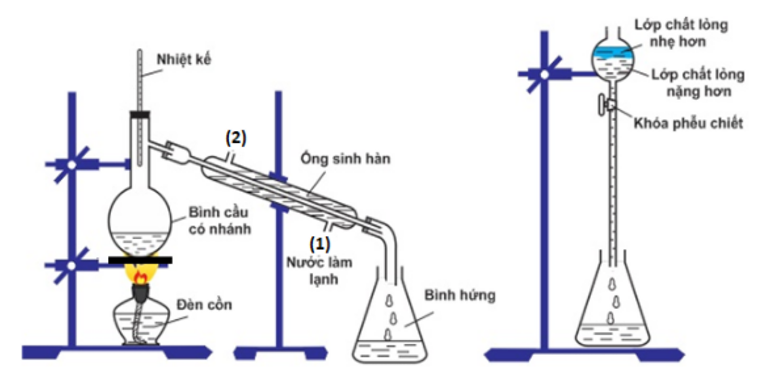 Nhiệt kế
(2)
Ống sinh hàn
Bình cầu
có nhánh
(1)
Nước làm
lạnh
Đèn cồn
Bình hứng
Lớp chất lỏng
nhẹ hơn
Lớp chất lỏng
nặng hơn
Khóa phễu chiết